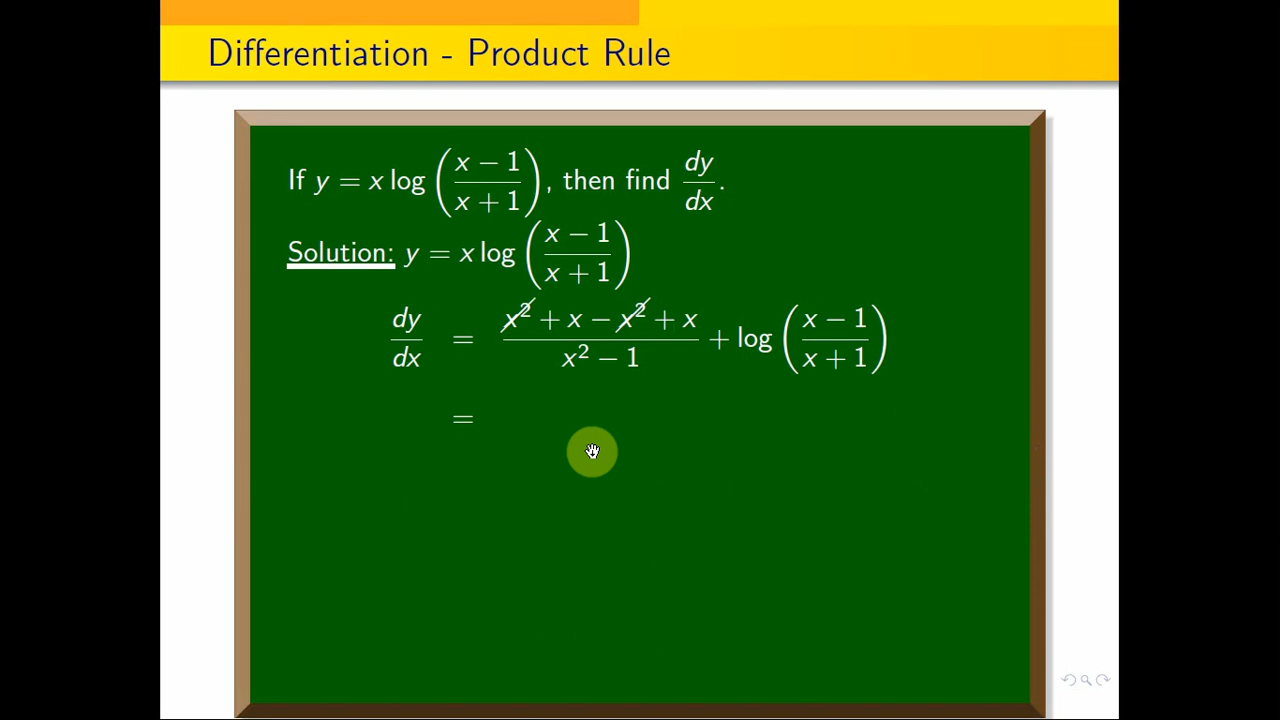 Differentiation - Product Rule
If y = x log((x − 1)/(x + 1)), then find dy/dx.
Solution: y = x log((x − 1)/(x + 1))
dy/dx = (x² + x − x² + x)/(x² − 1) + log((x − 1)/(x + 1))
=